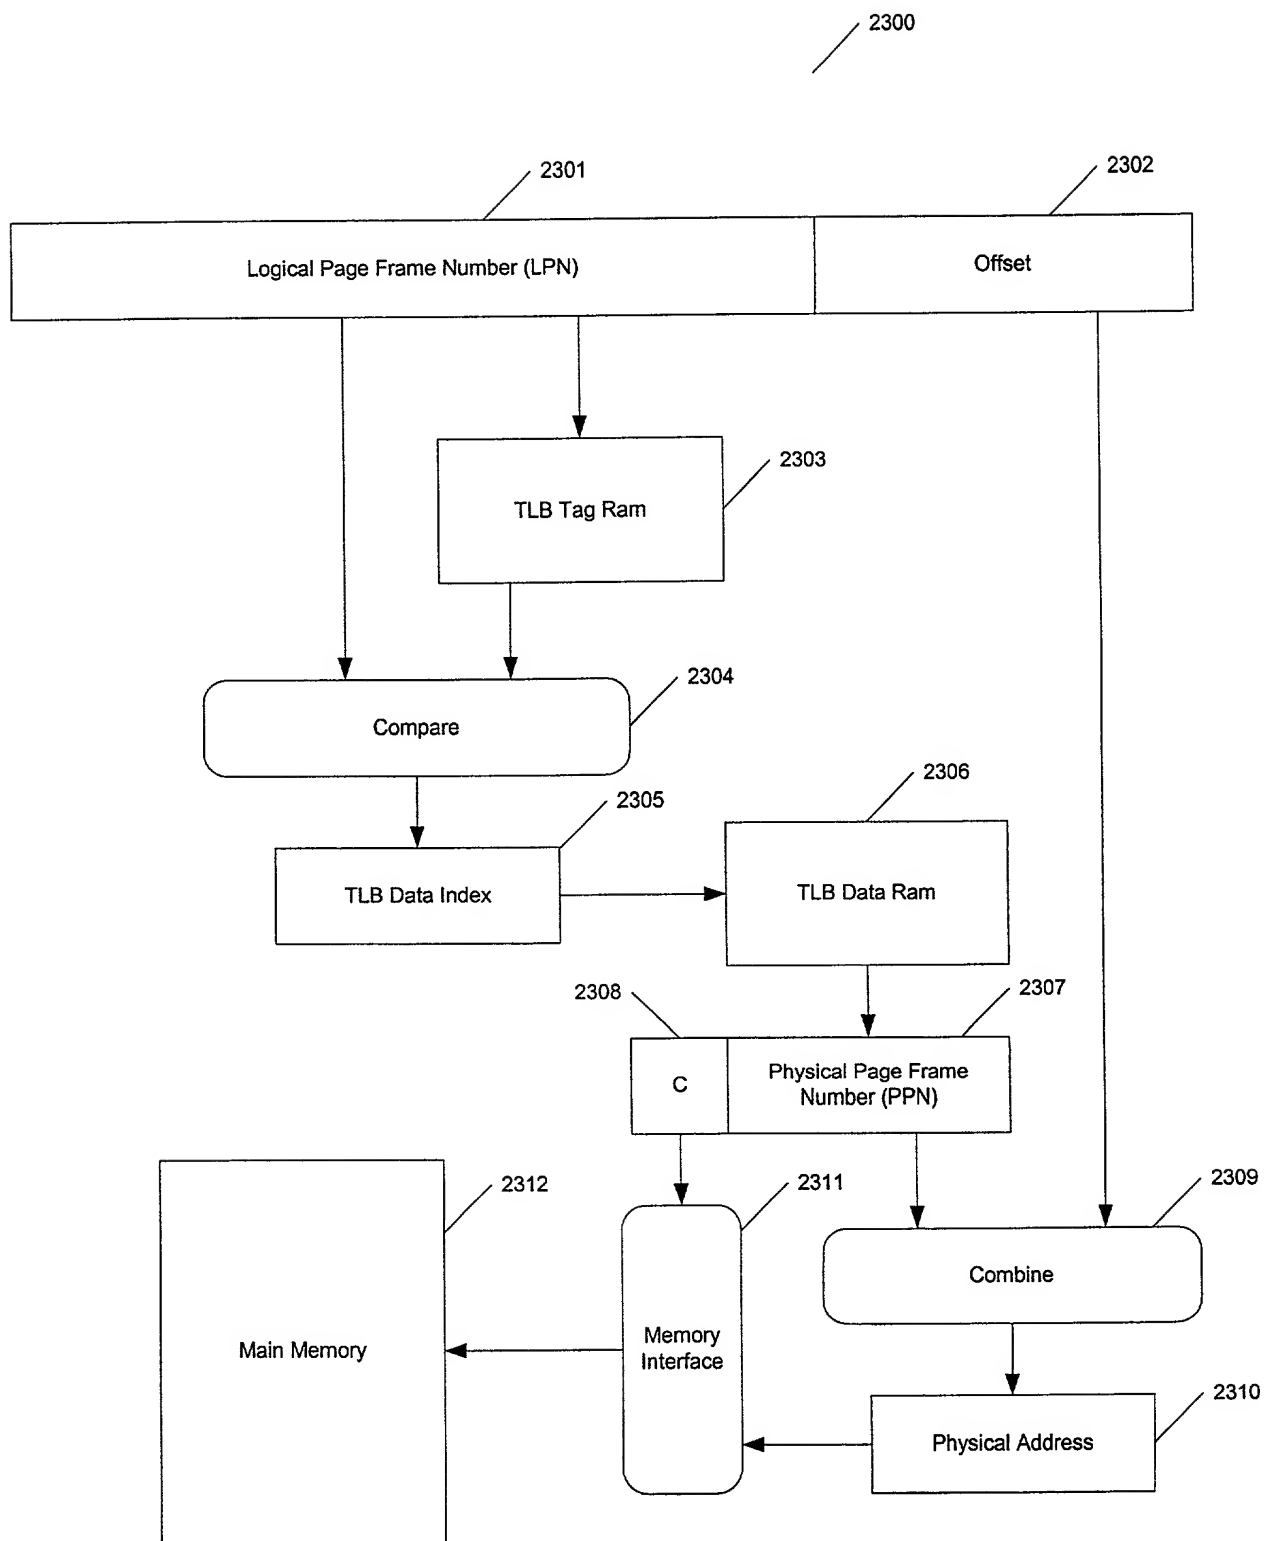 2300
2301
2302
Logical Page Frame Number (LPN)
Offset
2303
TLB Tag Ram
2304
Compare
2305
2306
TLB Data Index
TLB Data Ram
2308
2307
C
Physical Page Frame
Number (PPN)
2312
2311
2309
Combine
Main Memory
Memory
Interface
2310
Physical Address